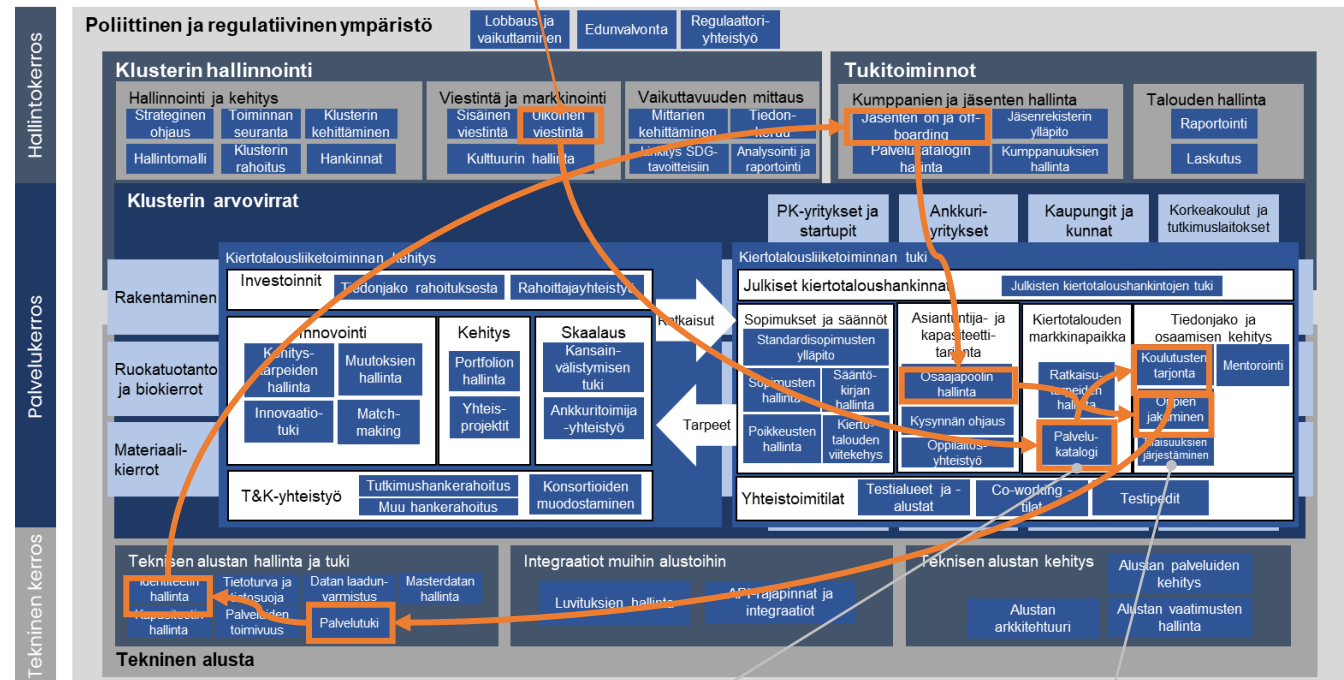 Hallintokerros
Palvelukerros
Tekninen kerros
Poliittinen ja regulatiivinen ympäristö
Lobbaus ja
vaikuttaminen
Edunvalvonta
Regulaattori-
yhteistyö
Klusterin hallinnointi
Hallinnointi ja kehitys
Strateginen
ohjaus
Toiminnan
seuranta
Klusterin
kehittäminen
Hallintomalli
Klusterin
rahoitus
Hankinnat
Viestintä ja markkinointi
Sisäinen
viestintä
Ulkoinen
viestintä
Kulttuurin hallinta
Vaikuttavuuden mittaus
Mittarien
kehittäminen
Tiedon-
keruu
Linkitys SDG-
tavoitteisiin
Analysointi ja
raportointi
Tukitoiminnot
Kumppanien ja jäsenten hallinta
Jäsenten on ja off-
boarding
Jäsenrekisterin
ylläpito
Palvelukatalogin
hallinta
Kumppanuuksien
hallinta
Talouden hallinta
Raportointi
Laskutus
Klusterin arvovirrat
PK-yritykset ja
startupit
Ankkuri-
yritykset
Kaupungit ja
kunnat
Korkeakoulut ja
tutkimuslaitokset
Rakentaminen
Ruokatuotanto
ja biokierrot
Materiaali-
kierrot
Kiertotalousliiketoiminnan kehitys
Investoinnit
Tiedonjako rahoituksesta
Rahoittajayhteistyö
Innovointi
Kehitys-
tarpeiden
hallinta
Muutoksien
hallinta
Innovaatio-
tuki
Match-
making
Kehitys
Portfolion
hallinta
Yhteis-
projektit
Skaalaus
Kansain-
välistymisen
tuki
Ankkuritoimija
-yhteistyö
T&K-yhteistyö
Tutkimushankerahoitus
Muu hankerahoitus
Konsortioiden
muodostaminen
Ratkaisut
Tarpeet
Kiertotalousliiketoiminnan tuki
Julkiset kiertotaloushankinnat
Julkisten kiertotaloushankintojen tuki
Sopimukset ja säännöt
Standardisopimusten
ylläpito
Sopimusten
hallinta
Sääntö-
kirjan
hallinta
Poikkeusten
hallinta
Kierto-
talouden
viitekehys
Asiantuntija- ja
kapasiteetti-
tarjonta
Osaajapoolin
hallinta
Kysynnän ohjaus
Oppilaitos-
yhteistyö
Kiertotalouden
markkinapaikka
Ratkaisu-
tarpeiden
hallinta
Palvelu-
katalogi
Tiedonjako ja
osaamisen kehitys
Koulutusten
tarjonta
Mentorointi
Oppien
jakaminen
Tilaisuuksien
järjestäminen
Yhteistoimitilat
Testialueet ja -
alustat
Co-working -
tilat
Testipedit
Teknisen alustan hallinta ja tuki
Identiteetin
hallinta
Tietoturva ja
tietosuoja
Datan laadun-
varmistus
Masterdatan
hallinta
Kapasiteetin
hallinta
Palveluiden
toimivuus
Palvelutuki
Integraatiot muihin alustoihin
Luvituksien hallinta
API-rajapinnat ja
integraatiot
Teknisen alustan kehitys
Alustan palveluiden
kehitys
Alustan
arkkitehtuuri
Alustan vaatimusten
hallinta
Tekninen alusta